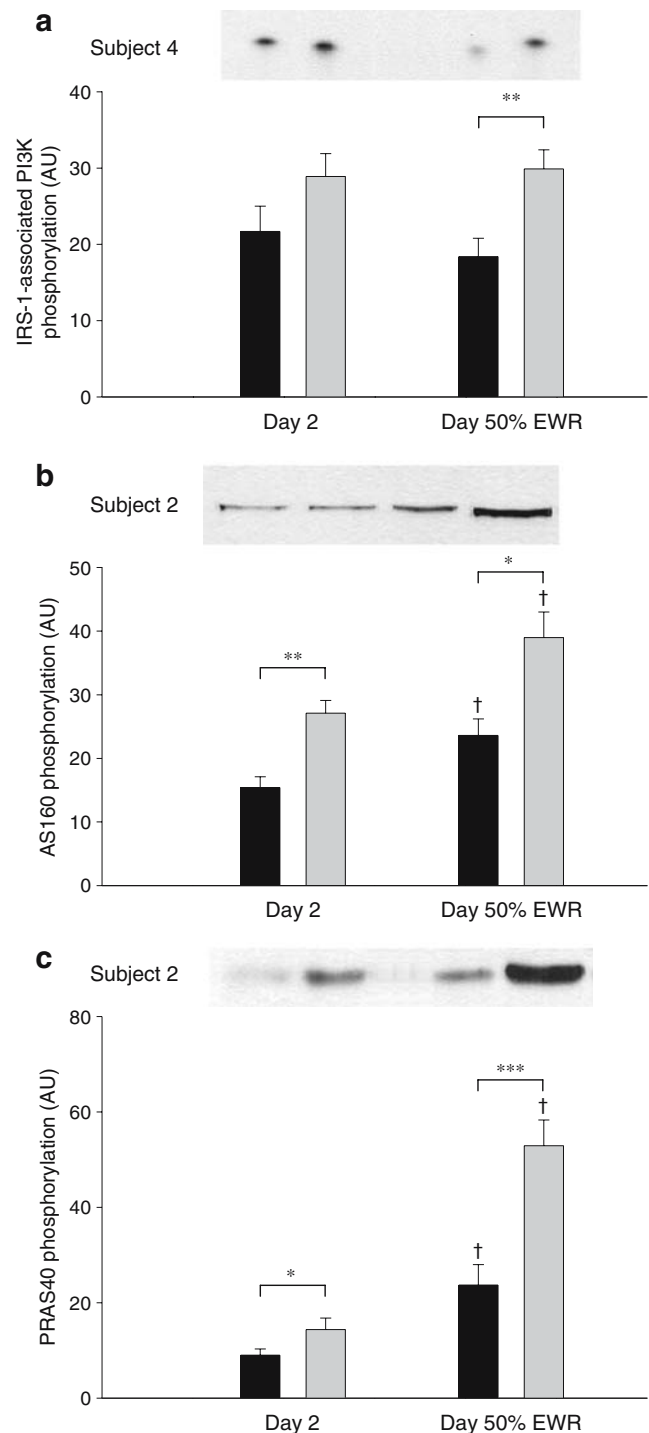 a
Subject 4
IRS-1-associated PI3K
phosphorylation (AU)
40
30
20
10
0
**
Day 2
Day 50% EWR
b
Subject 2
AS160 phosphorylation (AU)
50
40
30
20
10
0
**
*
†
†
Day 2
Day 50% EWR
c
Subject 2
PRAS40 phosphorylation (AU)
80
60
40
20
0
*
***
†
†
Day 2
Day 50% EWR